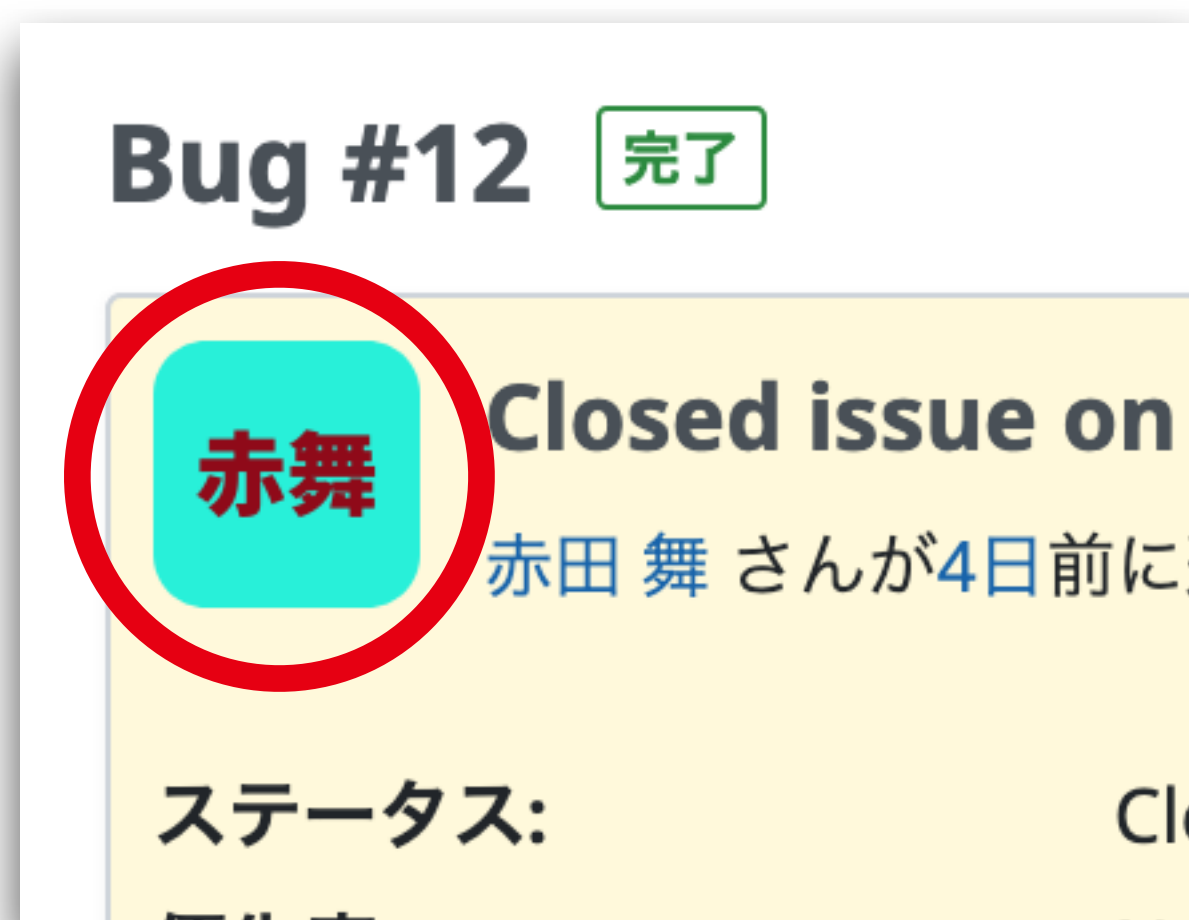 Bug #12 完了
赤舞
Closed issue on
赤田 舞 さんが4日前に
ステータス: